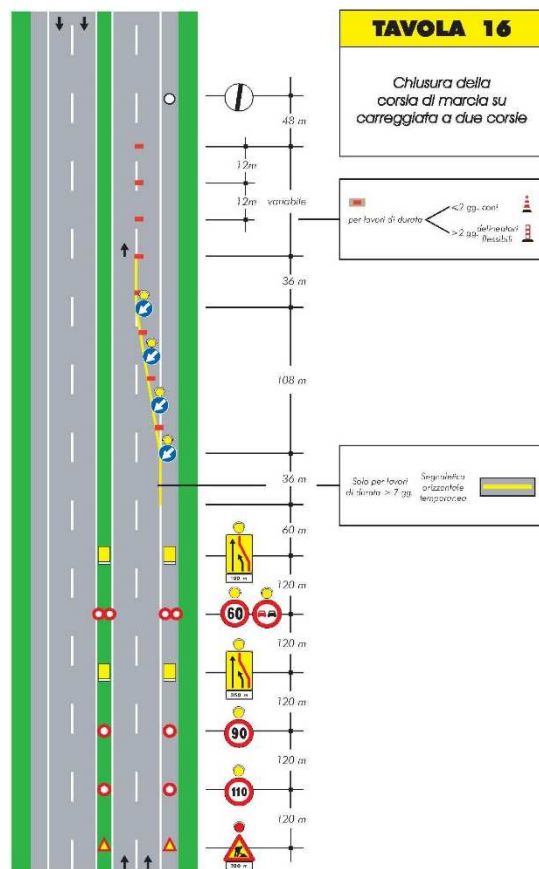 TAVOLA 16
Chiusura della
corsia di marcia su
carreggiata a due corsie
48 m
12m
12m
variabile
per lavori di durata
<2 gg. coni
>2 gg. delineatori
flessibili
36 m
108 m
36 m
Solo per lavori
di durata > 7 gg.
Segnaletica
orizzontale
temporanea
60 m
120 m
60
120 m
120 m
90
120 m
110
120 m